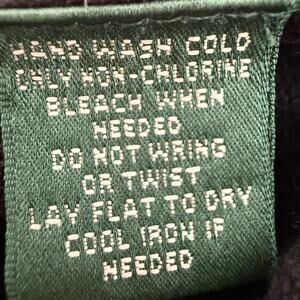 HAND WASH COLD
ONLY NON-CHLORINE
BLEACH WHEN
NEEDED
DO NOT WRING
OR TWIST
LAY FLAT TO DRY
COOL IRON IF
NEEDED